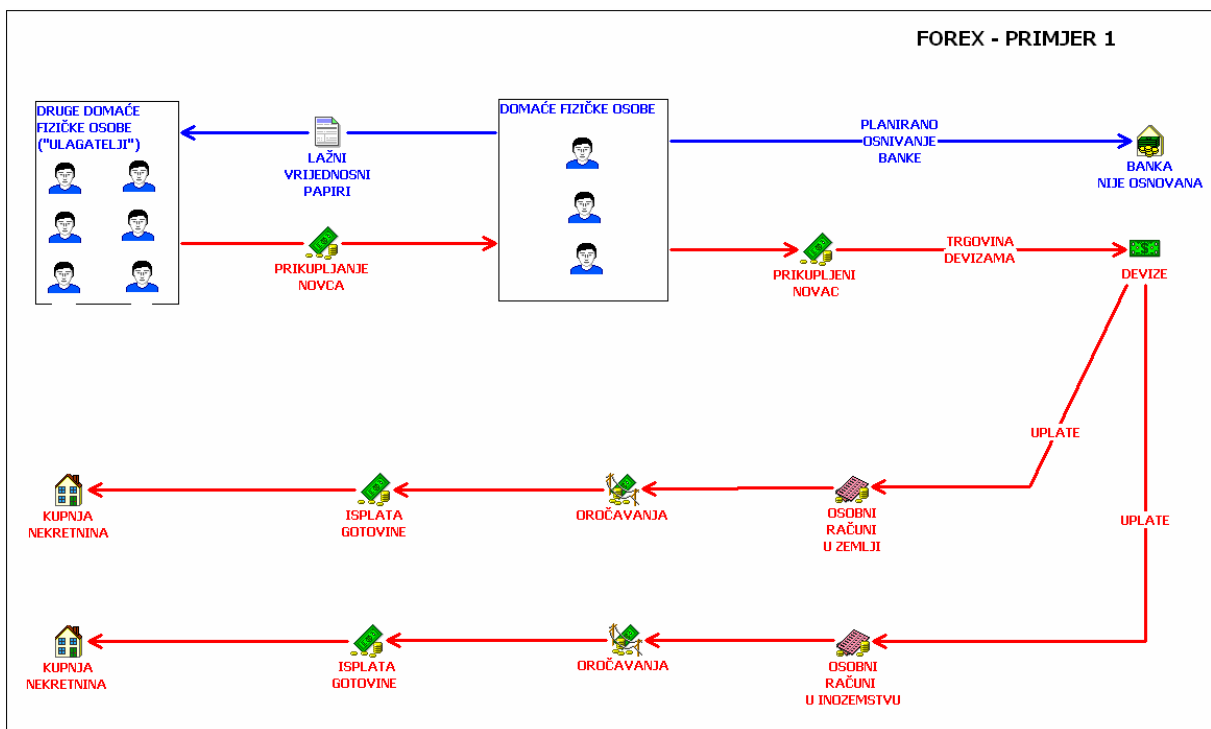 FOREX - PRIMJER 1
DRUGE DOMAĆE
FIZIČKE OSOBE
("ULAGATELJI")
LAŽNI
VRIJEDNOSNI
PAPIRI
DOMAĆE FIZIČKE OSOBE
PLANIRANO
OSNIVANJE
BANKE
BANKA
NIJE OSNOVANA
PRIKUPLJANJE
NOVCA
PRIKUPLJENI
NOVAC
TRGOVINA
DEVIZAMA
DEVIZE
UPLATE
UPLATE
KUPNJA
NEKRETNINA
ISPLATA
GOTOVINE
OROČAVANJA
OSOBNI
RAČUNI
U ZEMLJI
KUPNJA
NEKRETNINA
ISPLATA
GOTOVINE
OROČAVANJA
OSOBNI
RAČUNI
U INOZEMSTVU